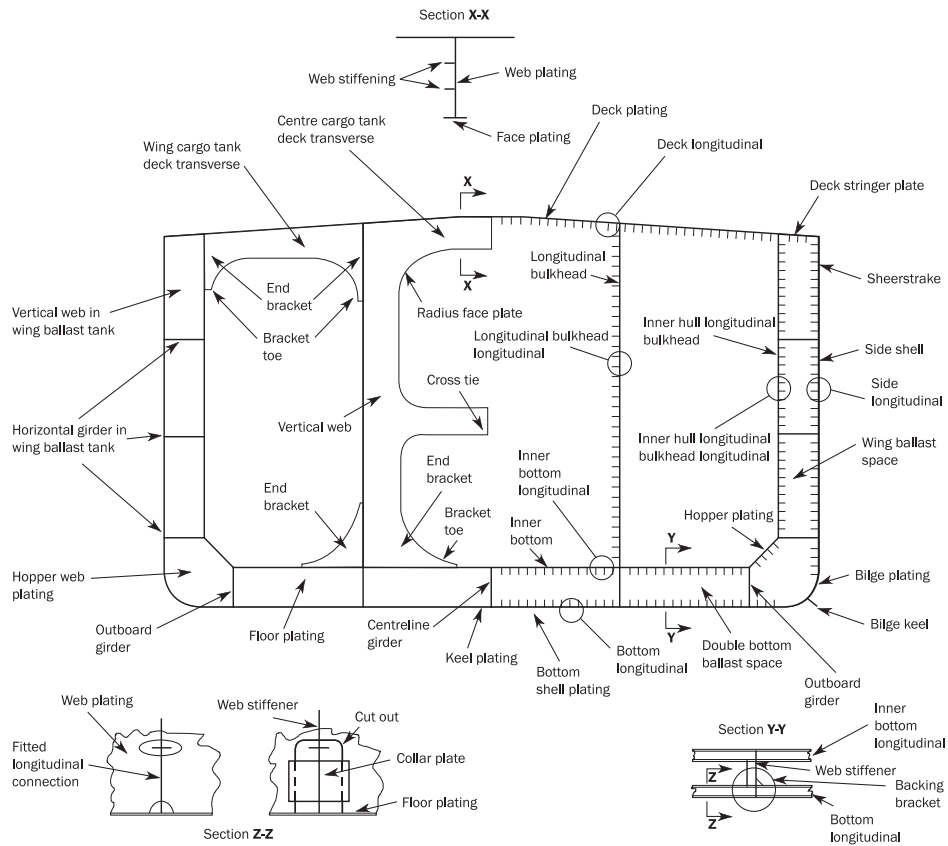 Section X-X
Web stiffening
Web plating
Face plating
Centre cargo tank
deck transverse
Wing cargo tank
deck transverse
Deck plating
Deck longitudinal
Deck stringer plate
X
X
Sheerstrake
Longitudinal
bulkhead
End
bracket
Radius face plate
Vertical web in
wing ballast tank
Bracket
toe
Longitudinal bulkhead
longitudinal
Inner hull longitudinal
bulkhead
Side shell
Cross tie
Side
longitudinal
Horizontal girder in
wing ballast tank
Vertical web
Inner hull longitudinal
bulkhead longitudinal
Wing ballast
space
End
bracket
End
bracket
Inner
bottom
longitudinal
Bracket
toe
Inner
bottom
Hopper plating
Y
Hopper web
plating
Bilge plating
Bilge keel
Outboard
girder
Floor plating
Centreline
girder
Keel plating
Bottom
shell plating
Bottom
longitudinal
Y
Double bottom
ballast space
Outboard
girder
Web plating
Fitted
longitudinal
connection
Web stiffener
Cut out
Collar plate
Floor plating
Section Z-Z
Section Y-Y
Inner
bottom
longitudinal
Z
Web stiffener
Backing
bracket
Z
Bottom
longitudinal